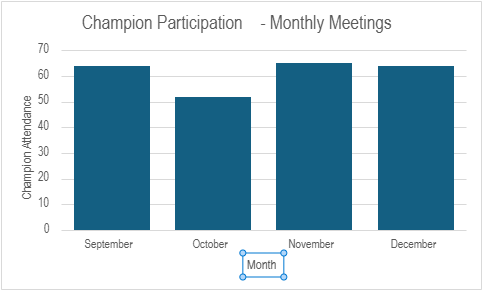 Champion Participation - Monthly Meetings
70
60
50
40
30
20
10
0
Champion Attendance
September October November December
Month